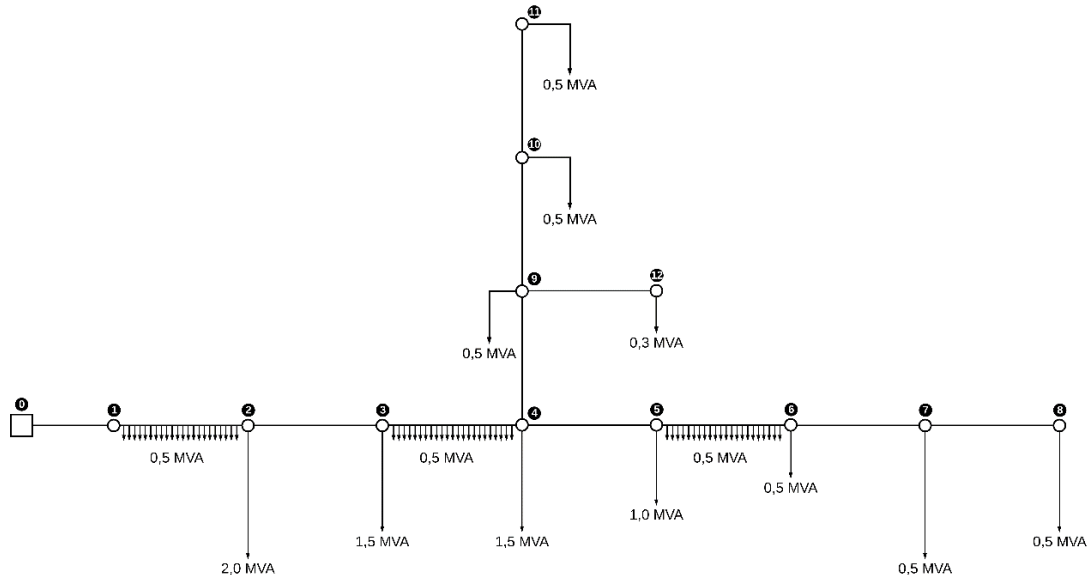 11
0,5 MVA
10
0,5 MVA
9
12
0,5 MVA
0,3 MVA
0
1
2
3
4
5
6
7
8
0,5 MVA
0,5 MVA
0,5 MVA
0,5 MVA
1,0 MVA
1,5 MVA
1,5 MVA
0,5 MVA
2,0 MVA
0,5 MVA